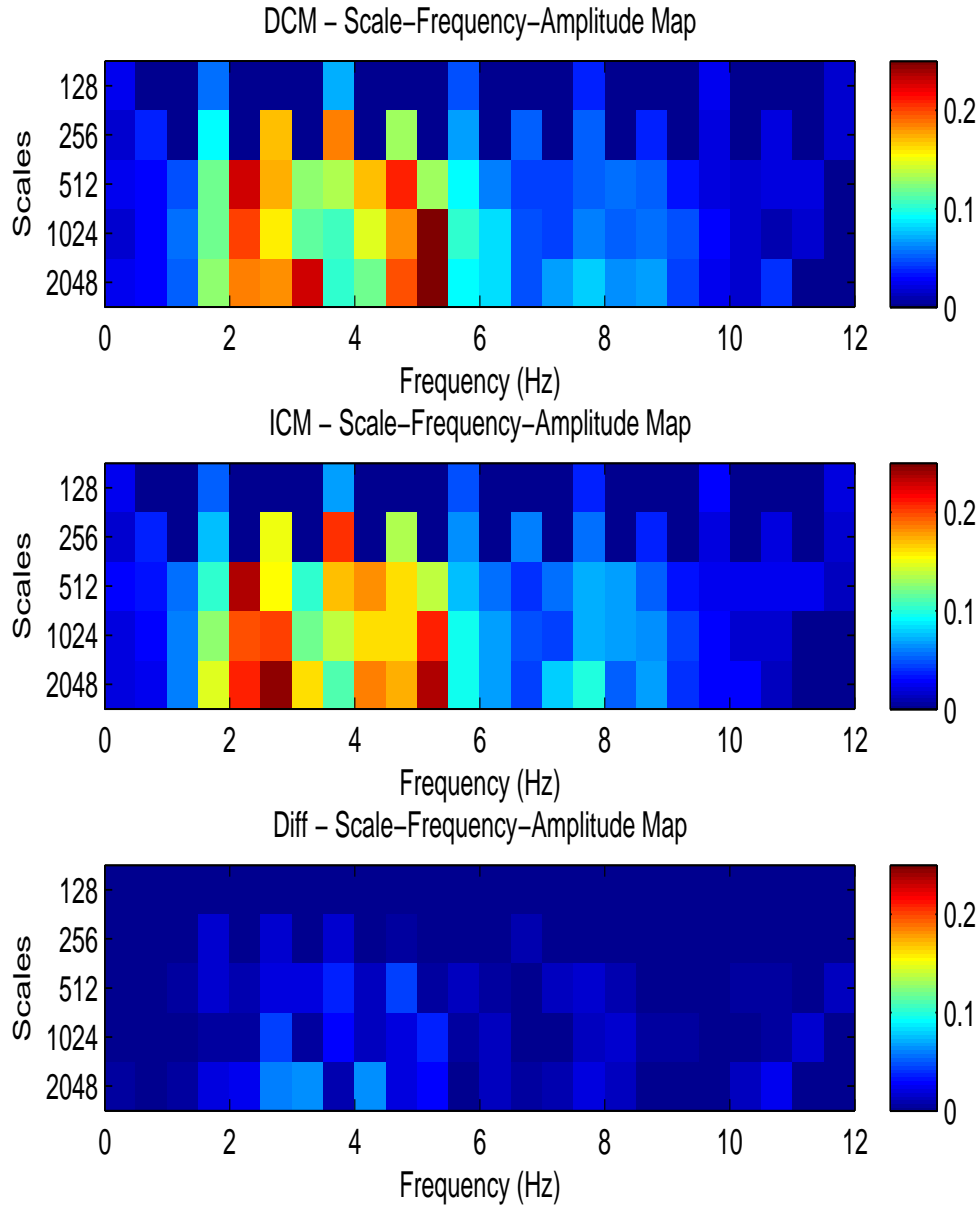 DCM – Scale–Frequency–Amplitude Map
Scales
128
256
512
1024
2048
0 2 4 6 8 10 12
Frequency (Hz)
0.2
0.1
0
ICM – Scale–Frequency–Amplitude Map
Scales
128
256
512
1024
2048
0 2 4 6 8 10 12
Frequency (Hz)
0.2
0.1
0
Diff – Scale–Frequency–Amplitude Map
Scales
128
256
512
1024
2048
0 2 4 6 8 10 12
Frequency (Hz)
0.2
0.1
0